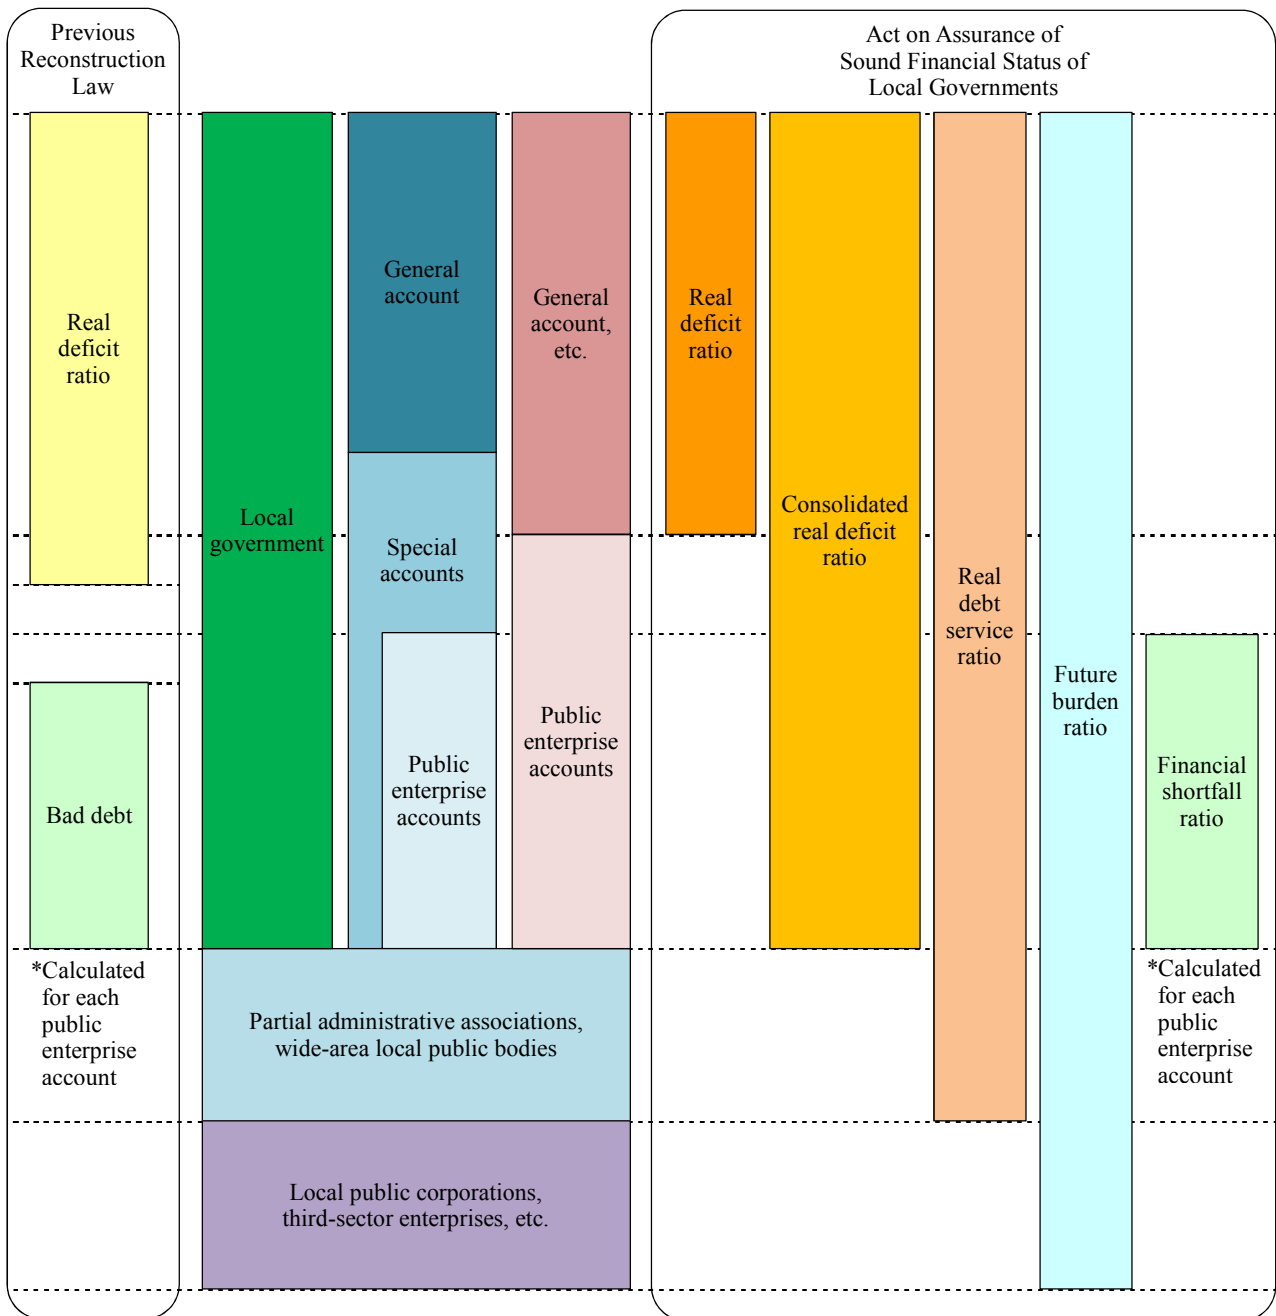 Previous
Reconstruction
Law
Act on Assurance of
Sound Financial Status of
Local Governments
Real
deficit
ratio
Bad debt
*Calculated
for each
public
enterprise
account
Local
government
General
account
Special
accounts
Public
enterprise
accounts
General
account,
etc.
Public
enterprise
accounts
Partial administrative associations,
wide-area local public bodies
Local public corporations,
third-sector enterprises, etc.
Real
deficit
ratio
Consolidated
real deficit
ratio
Real
debt
service
ratio
Future
burden
ratio
Financial
shortfall
ratio
*Calculated
for each
public
enterprise
account